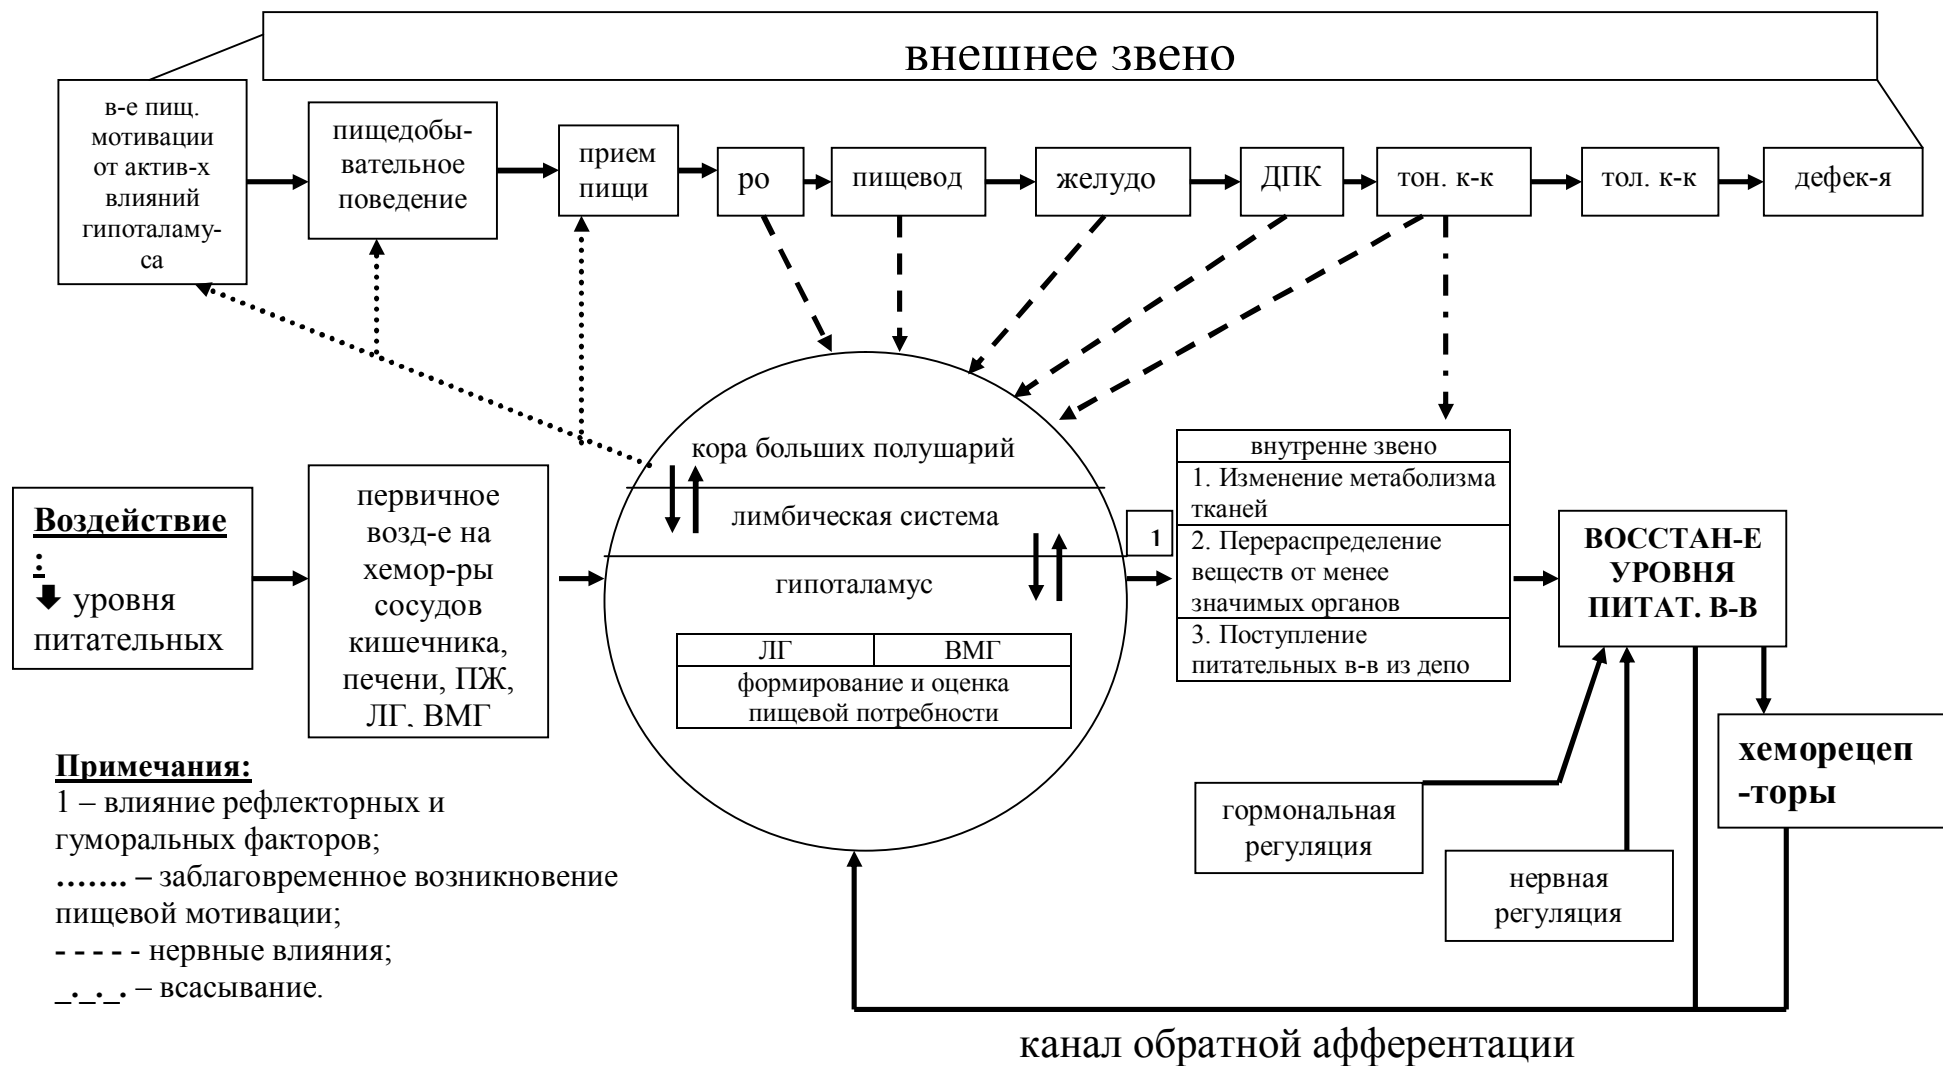 внешнее звено
в-е пищ.
мотивации
от актив-х
влияний
гипоталаму-
са
пищедобы-
вательное
поведение
прием
пищи
ро
пищевод
желудо
ДПК
тон. к-к
тол. к-к
дефек-я
Воздействие
:
уровня
питательных
первичное
возд-е на
хемор-ры
сосудов
кишечника,
печени, ПЖ,
ЛГ, ВМГ
кора больших полушарий
лимбическая система
гипоталамус
ЛГ ВМГ
формирование и оценка
пищевой потребности
1
внутренне звено
1. Изменение метаболизма
тканей
2. Перераспределение
веществ от менее
значимых органов
3. Поступление
питательных в-в из депо
ВОССТАН-Е
УРОВНЯ
ПИТАТ. В-В
хеморецеп
-торы
гормональная
регуляция
нервная
регуляция
Примечания:
1 – влияние рефлекторных и
гуморальных факторов;
……. – заблаговременное возникновение
пищевой мотивации;
- - - - - нервные влияния;
_._._. – всасывание.
канал обратной афферентации